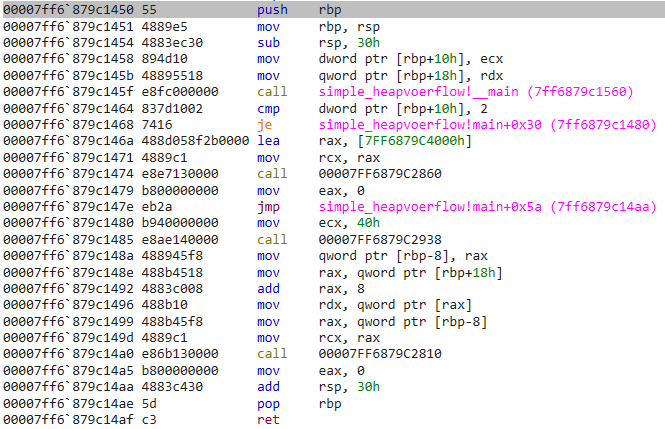 00007ff6`879c1450 55 push rbp
00007ff6`879c1451 4889e5 mov rbp, rsp
00007ff6`879c1454 4883ec30 sub rsp, 30h
00007ff6`879c1458 894d10 mov dword ptr [rbp+10h], ecx
00007ff6`879c145b 48895518 mov qword ptr [rbp+18h], rdx
00007ff6`879c145f e8fc000000 call simple_heapvoerflow!__main (7ff6879c1560)
00007ff6`879c1464 837d1002 cmp dword ptr [rbp+10h], 2
00007ff6`879c1468 7416 je simple_heapvoerflow!main+0x30 (7ff6879c1480)
00007ff6`879c146a 488d058f2b0000 lea rax, [7FF6879C4000h]
00007ff6`879c1471 4889c1 mov rcx, rax
00007ff6`879c1474 e8e7130000 call 00007FF6879C2860
00007ff6`879c1479 b800000000 mov eax, 0
00007ff6`879c147e eb2a jmp simple_heapvoerflow!main+0x5a (7ff6879c14aa)
00007ff6`879c1480 b940000000 mov ecx, 40h
00007ff6`879c1485 e8ae140000 call 00007FF6879C2938
00007ff6`879c148a 488945f8 mov qword ptr [rbp-8], rax
00007ff6`879c148e 488b4518 mov rax, qword ptr [rbp+18h]
00007ff6`879c1492 4883c008 add rax, 8
00007ff6`879c1496 488b10 mov rdx, qword ptr [rax]
00007ff6`879c1499 488b45f8 mov rax, qword ptr [rbp-8]
00007ff6`879c149d 4889c1 mov rcx, rax
00007ff6`879c14a0 e86b130000 call 00007FF6879C2810
00007ff6`879c14a5 b800000000 mov eax, 0
00007ff6`879c14aa 4883c430 add rsp, 30h
00007ff6`879c14ae 5d pop rbp
00007ff6`879c14af c3 ret